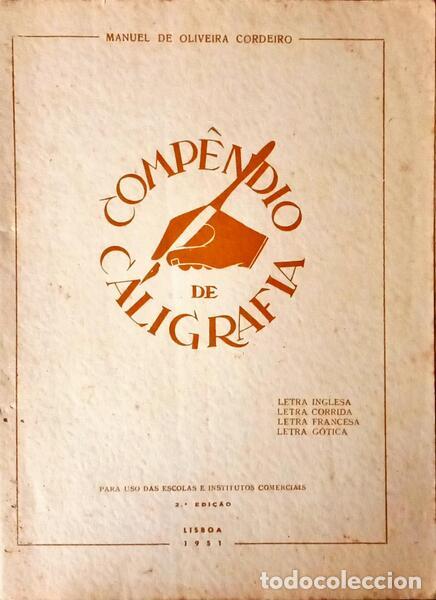 MANUEL DE OLIVEIRA CORDEIRO
COMPÊNDIO
DE
CALIGRAFIA
LETRA INGLESA
LETRA CORRIDA
LETRA FRANCESA
LETRA GÓTICA
PARA USO DAS ESCOLAS E INSTITUTOS COMERCIAIS
2.ª EDIÇÃO
LISBOA
1951
todocoleccion